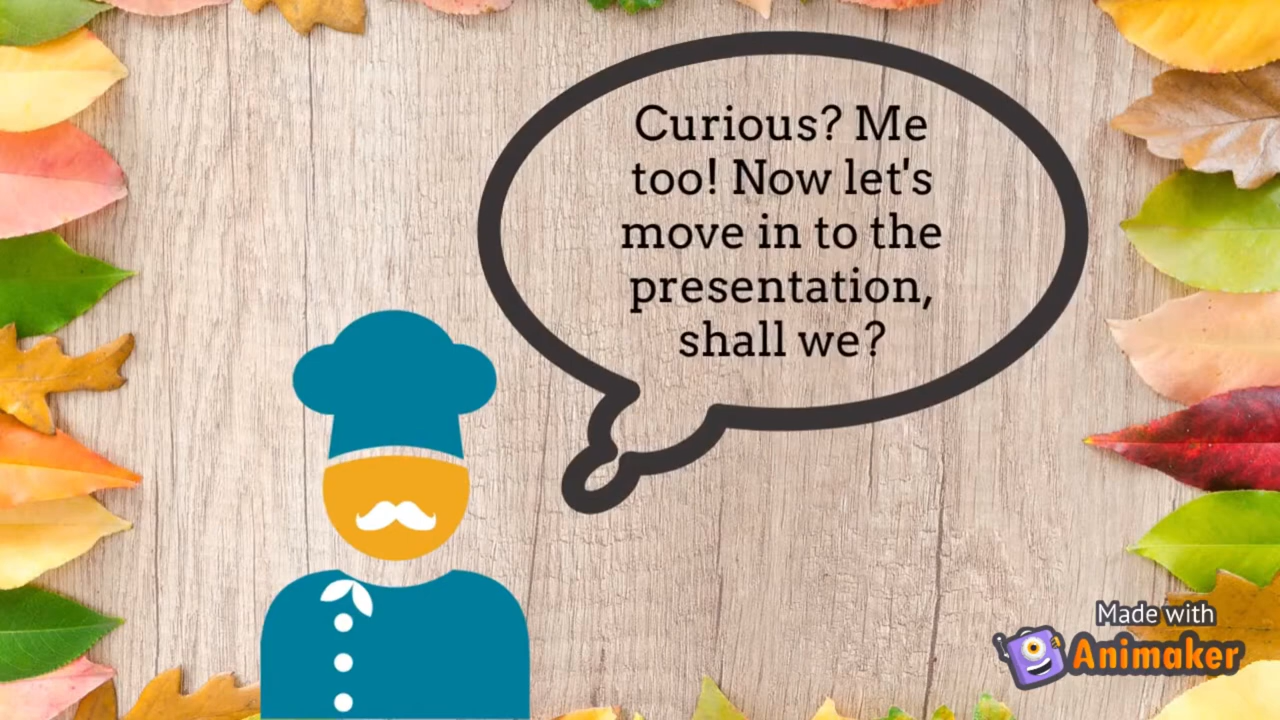 Curious? Me
too! Now let's
move in to the
presentation,
shall we?
Made with
Animaker